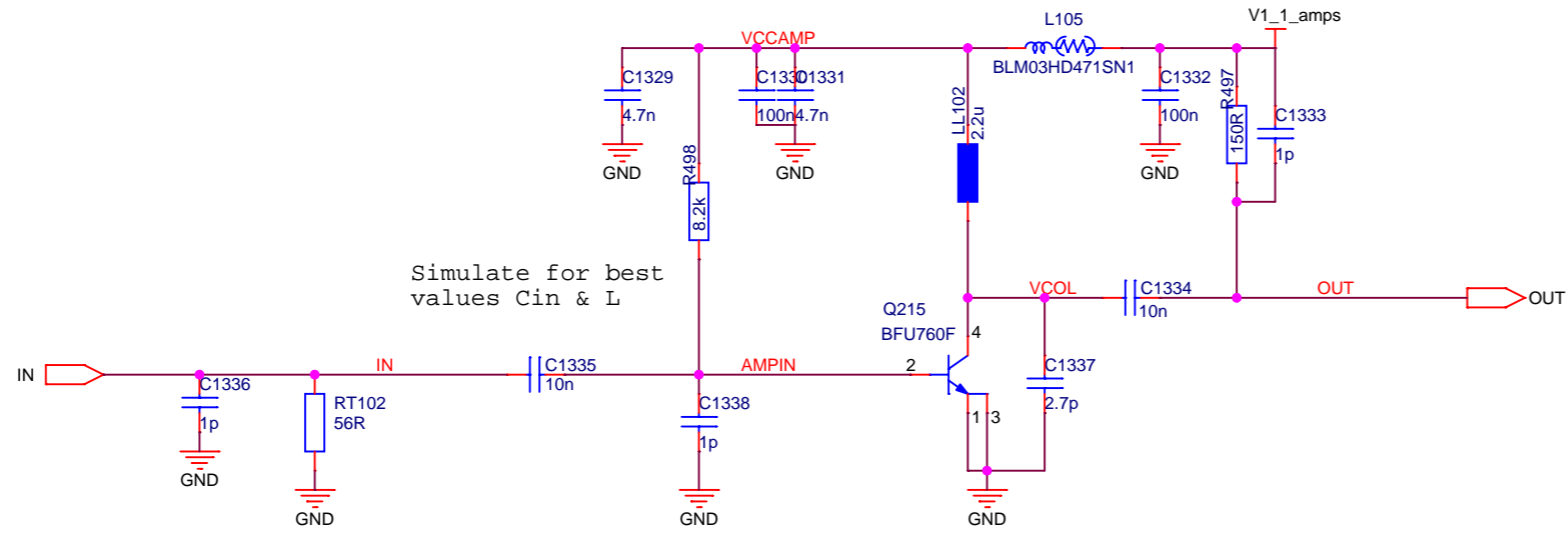 V1_1_amps
L105
VCCAMP
BLM03HD471SN1
C1329
4.7n
GND
C1330
100n
C1331
4.7n
GND
LL102
2.2u
C1332
100n
GND
R497
150R
C1333
1p
R498
8.2k
Simulate for best
values Cin & L
Q215
BFU760F
4
2
1
3
VCOL
C1334
10n
OUT
OUT
IN
IN
C1336
1p
GND
RT102
56R
GND
C1335
10n
AMPIN
C1338
1p
GND
C1337
2.7p
GND